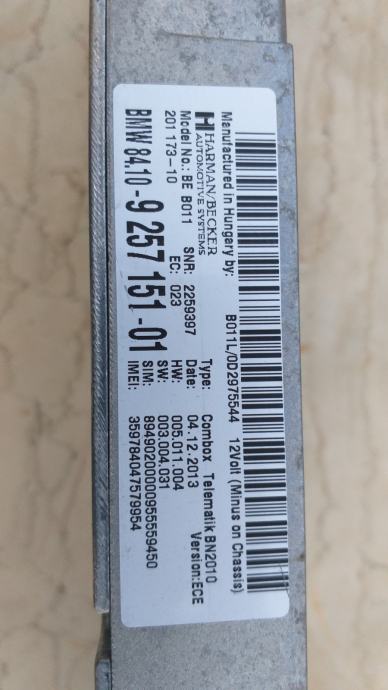 Manufactured in Hungary by: B011L/0D2975544 12Volt (Minus on Chassis)
HARMAN/BECKER
AUTOMOTIVE SYSTEMS
Type: Combox Telematik BN2010
Model No.: BE B011 SNR: 2259397 Date: 04.12.2013 Version:ECE
201 173-10 EC: 023 HW: 005.011.004
SW: 003.004.031
BMW 84.10-9 257 151-01
SIM: 89490200000955559450
IMEI: 359784047579954